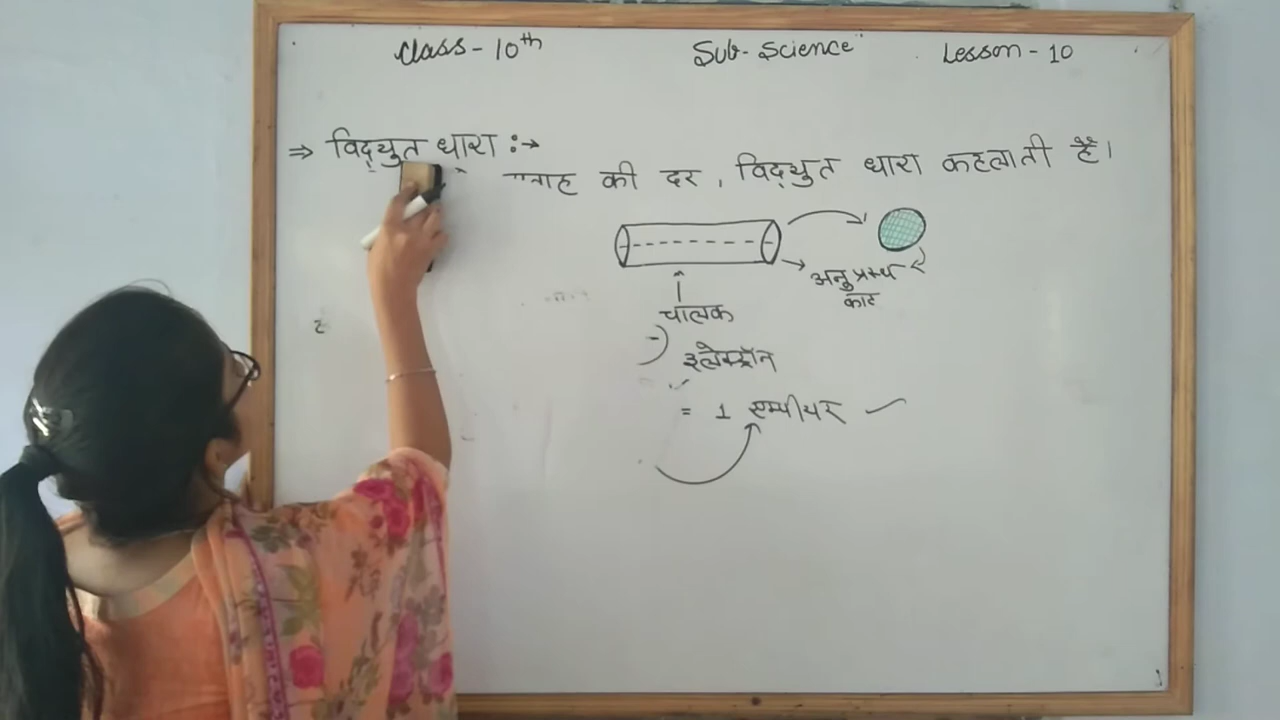 Class - 10th Sub - Science Lesson - 10
⇒ विद्युत धारा :→
की दर, विद्युत धारा कहलाती है।
अनुप्रस्थ
काट
चालक
इलेक्ट्रॉन
= 1 एम्पीयर